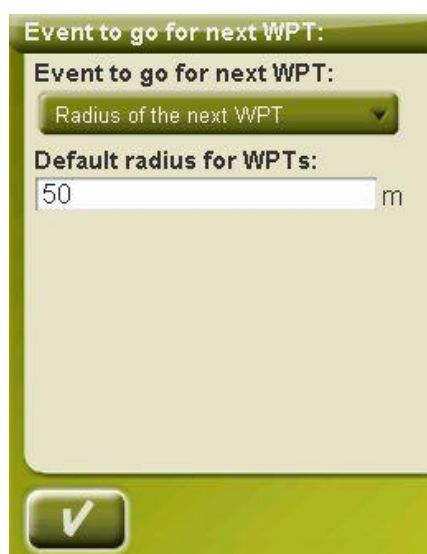 Event to go for next WPT:
Event to go for next WPT:
Radius of the next WPT
Default radius for WPTs:
50 m